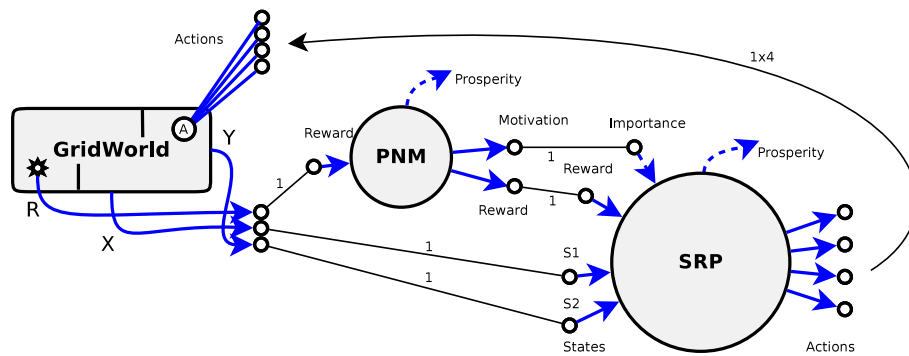 Actions
1x4
Prosperity
A
Y
GridWorld
Reward
PNM
Motivation
Importance
1
Prosperity
Reward
1
1
R
Reward
1
X
S1
SRP
1
1
S2
States
Actions